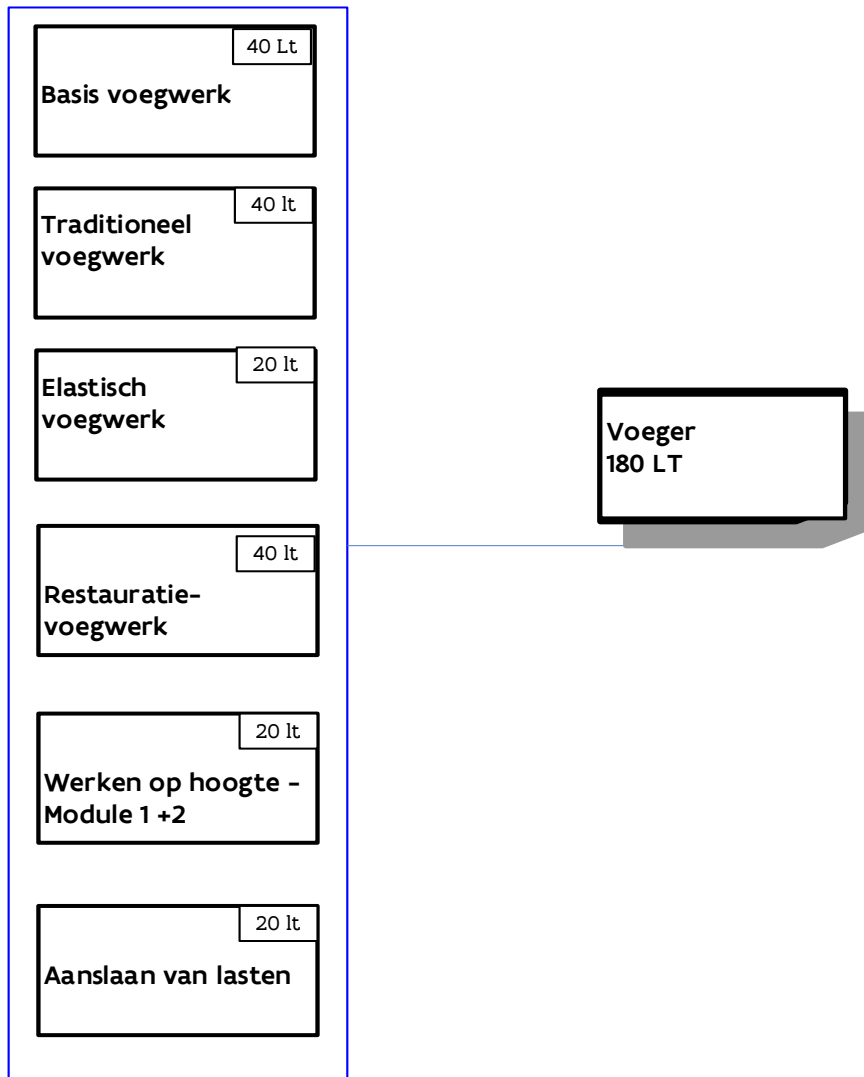 40 Lt
Basis voegwerk
40 lt
Traditioneel
voegwerk
20 lt
Elastisch
voegwerk
40 lt
Restauratie-
voegwerk
20 lt
Werken op hoogte -
Module 1 +2
20 lt
Aanslaan van lasten
Voeger
180 LT